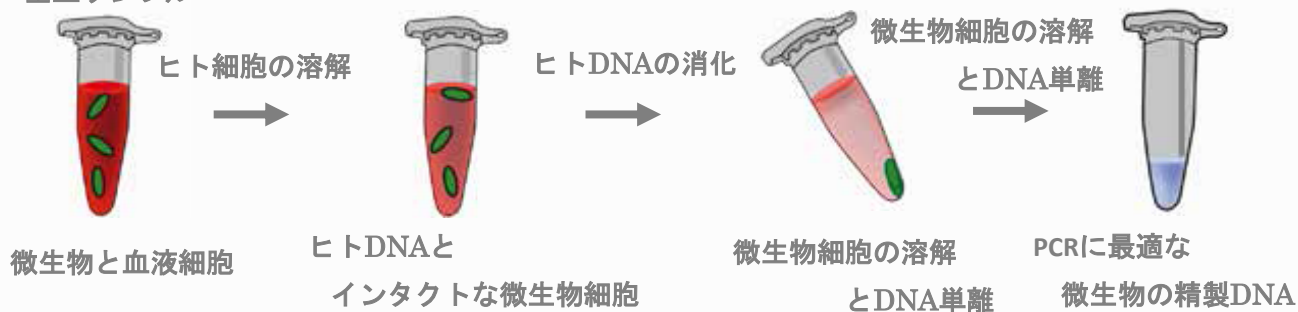 ヒト細胞の溶解
ヒトDNAの消化
微生物細胞の溶解
とDNA単離
微生物と血液細胞
ヒトDNAと
インタクトな微生物細胞
微生物細胞の溶解
とDNA単離
PCRに最適な
微生物の精製DNA